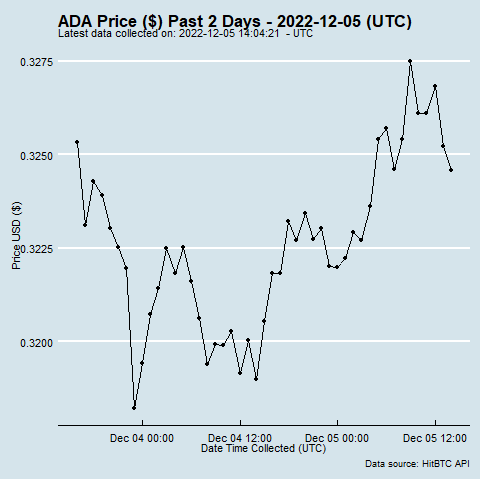 ADA Price ($) Past 2 Days - 2022-12-05 (UTC)
Latest data collected on: 2022-12-05 14:04:21  - UTC
0.3275
0.3250
0.3225
0.3200
Price USD ($)
Dec 04 00:00
Dec 04 12:00
Dec 05 00:00
Dec 05 12:00
Date Time Collected (UTC)
Data source: HitBTC API